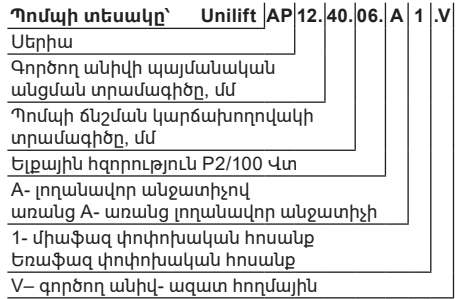 Պոմպի տեսակը՝ Unilift AP 12. 40. 06. A 1 .V
Սերիա
Գործող անիվի պայմանական
անցման տրամագիծը, մմ
Պոմպի ճնշման կարճախողովակի
տրամագիծը, մմ
Ելքային հզորություն P2/100 Վտ
A- լողանավոր անջատիչով
առանց A- առանց լողանավոր անջատիչի
1- միաֆազ փոփոխական հոսանք
Եռաֆազ փոփոխական հոսանք
V– գործող անիվ- ազատ հողմային